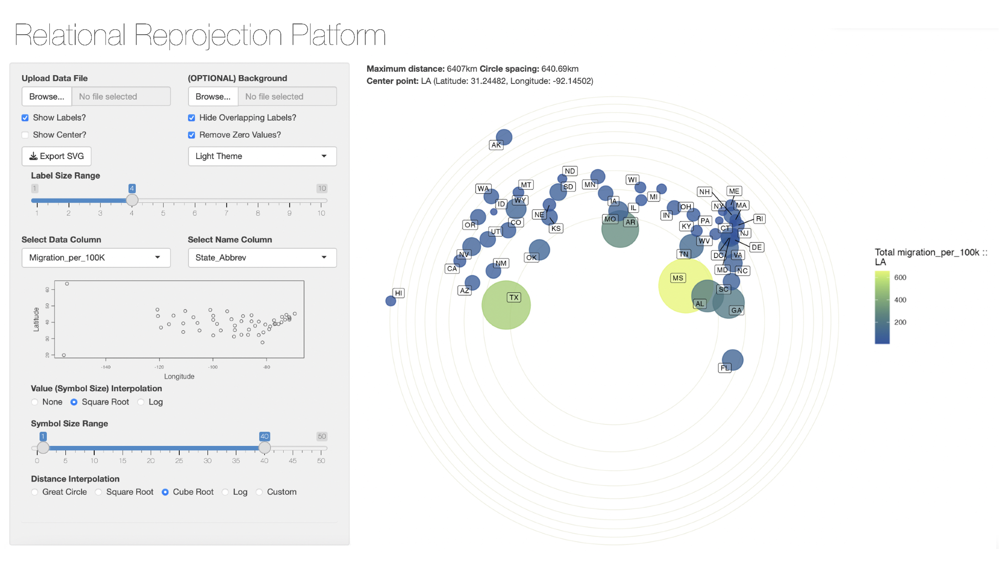 Relational Reprojection Platform
Upload Data File
(OPTIONAL) Background
Browse... No file selected
Browse... No file selected
Show Labels?
Hide Overlapping Labels?
Show Center?
Remove Zero Values?
Export SVG
Light Theme
Label Size Range
1 4 10
1 2 3 4 5 6 7 8 9 10
Select Data Column
Select Name Column
Migration_per_100K
State_Abbrev
Latitude
60
50
40
30
20
-140 -120 -100 -80
Longitude
Value (Symbol Size) Interpolation
None Square Root Log
Symbol Size Range
1 40 50
0 5 10 15 20 25 30 35 40 45 50
Distance Interpolation
Great Circle Square Root Cube Root Log Custom
Maximum distance: 6407km Circle spacing: 640.69km
Center point: LA (Latitude: 31.24482, Longitude: -92.14502)
AK
ND
WA MT SD MN WI
NH ME
ID WY IA MI
NY MA
OR CO NE KS MO AR IL IN OH
KY PA CT RI
UT NJ
NV OK WV DE
TN DC VA
CA NM MD NC
AZ MS SC
HI TX AL GA
FL
Total migration_per_100k ::
LA
600
400
200